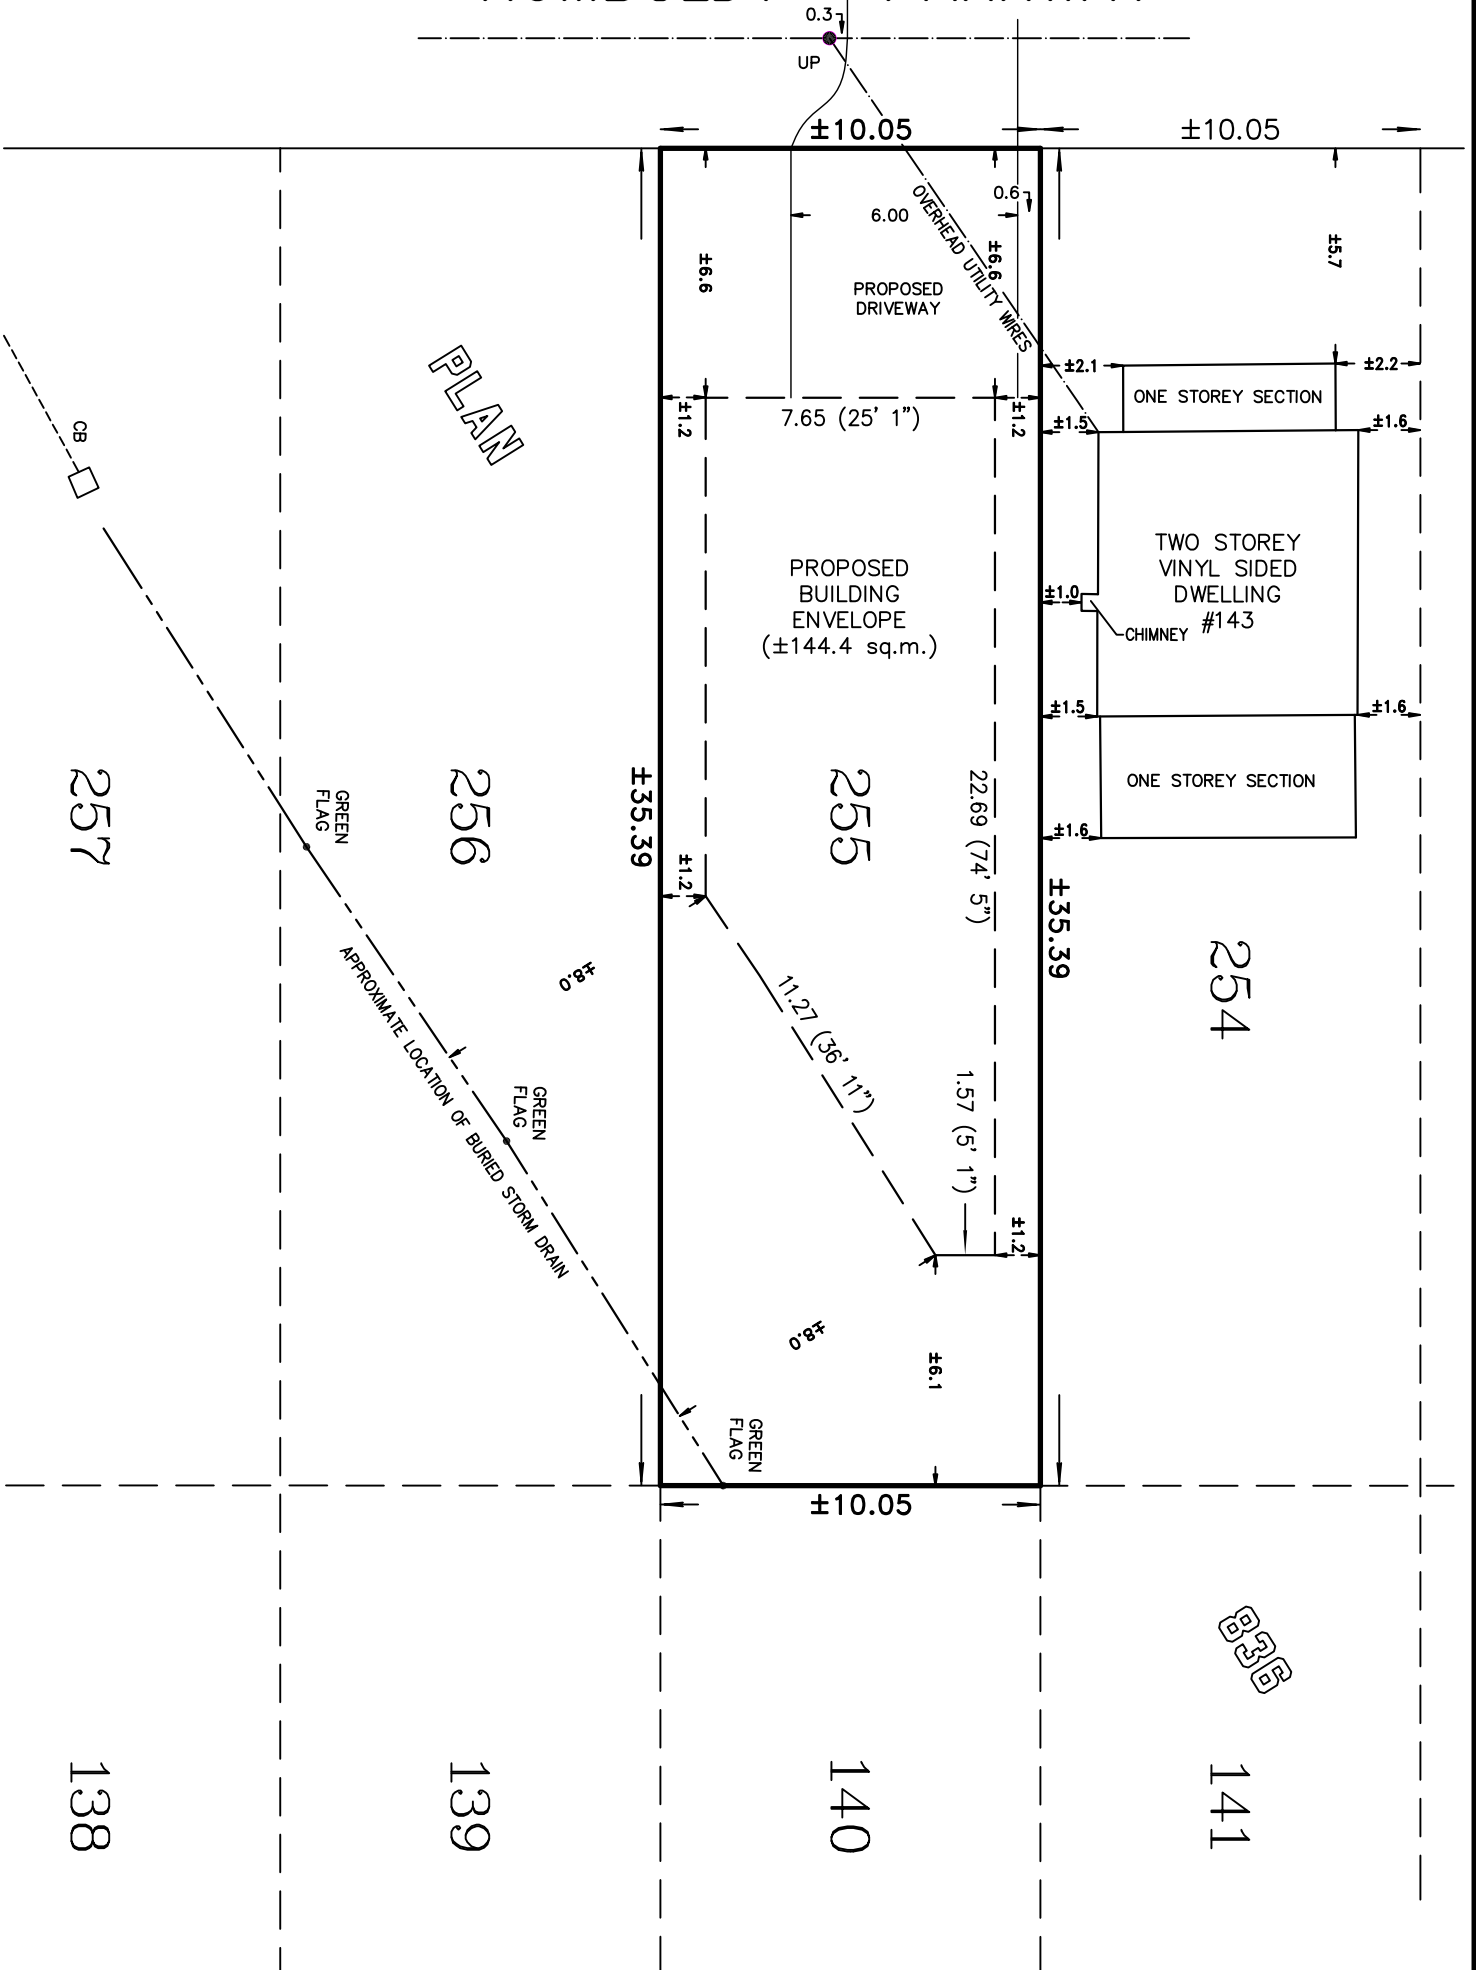 0.3
UP
±10.05
±10.05
0.6
6.00
±6.6
±6.6
±5.7
OVERHEAD UTILITY WIRES
PROPOSED
DRIVEWAY
PLAN
±2.1
±2.2
ONE STOREY SECTION
±1.2
7.65 (25' 1")
±1.2
±1.5
±1.6
CB
TWO STOREY
VINYL SIDED
DWELLING
#143
PROPOSED
BUILDING
ENVELOPE
(±144.4 sq.m.)
±1.0
CHIMNEY
±1.5
±1.6
ONE STOREY SECTION
257
256
±35.39
255
22.69 (74' 5")
±1.6
GREEN
FLAG
±1.2
±35.39
254
±8.0
11.27 (36' 11")
APPROXIMATE LOCATION OF BURIED STORM DRAIN
GREEN
FLAG
1.57 (5' 1")
±1.2
±8.0
±6.1
GREEN
FLAG
±10.05
836
138
139
140
141